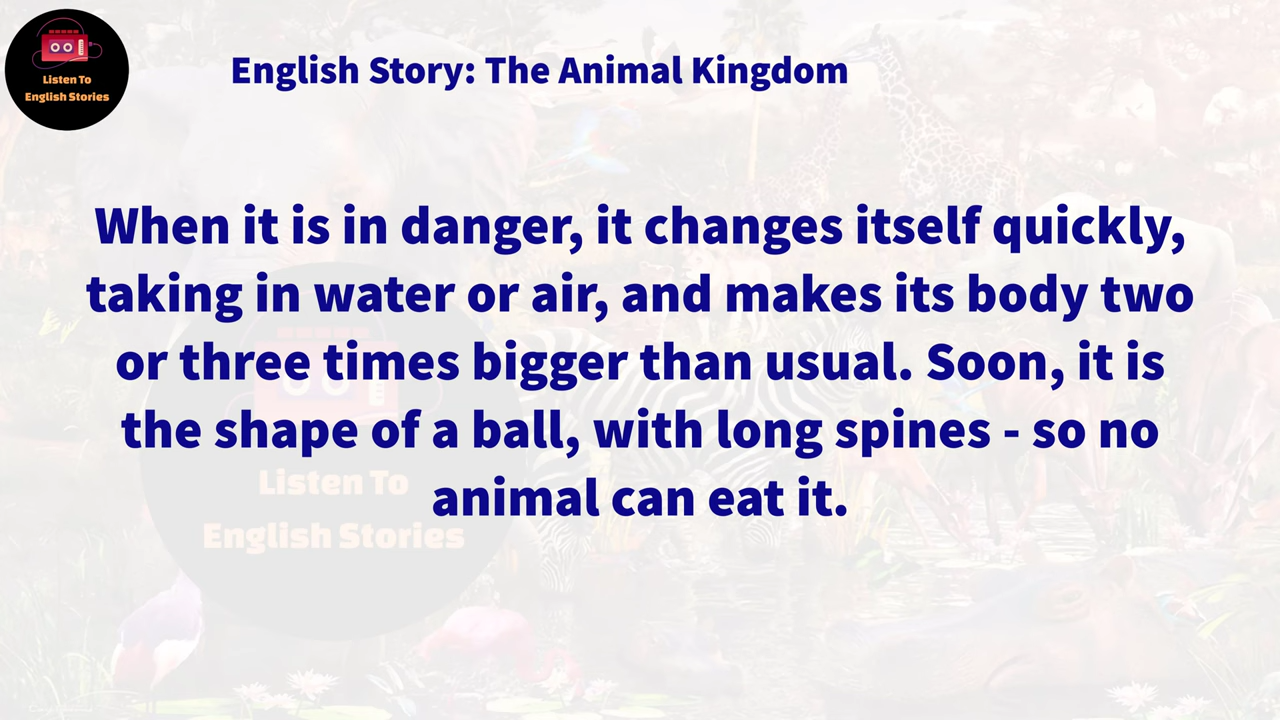 Listen To
English Stories
English Story: The Animal Kingdom
When it is in danger, it changes itself quickly,
taking in water or air, and makes its body two
or three times bigger than usual. Soon, it is
the shape of a ball, with long spines - so no
animal can eat it.
Listen To
English Stories